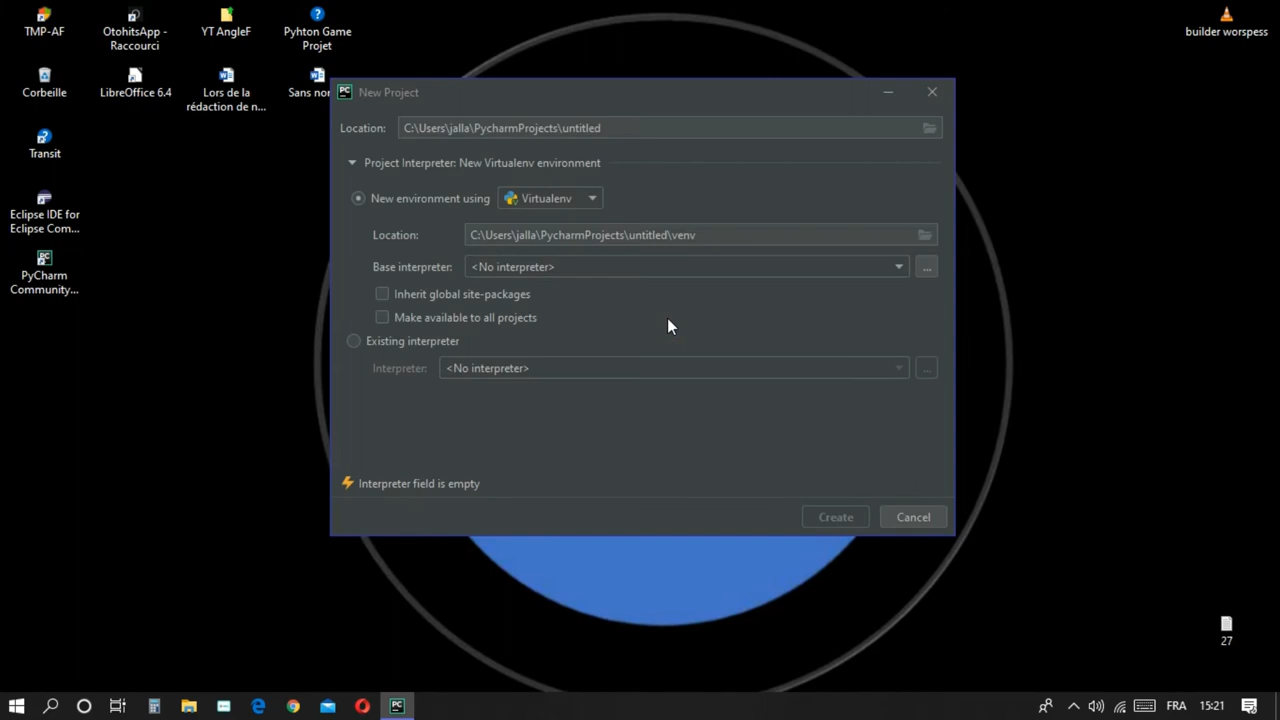 TMP-AF
OtohitsApp -
Raccourci
YT AngleF
Pyhton Game
Projet
builder worspess
Corbeille
LibreOffice 6.4
Lors de la
rédaction de n...
Sans nor
Transit
Eclipse IDE for
Eclipse Com...
PyCharm
Community...
PC New Project
Location: C:\Users\jalla\PycharmProjects\untitled
Project Interpreter: New Virtualenv environment
New environment using Virtualenv
Location: C:\Users\jalla\PycharmProjects\untitled\venv
Base interpreter: <No interpreter> ...
Inherit global site-packages
Make available to all projects
Existing interpreter
Interpreter: <No interpreter> ...
Interpreter field is empty
Create Cancel
27
PC
FRA 15:21